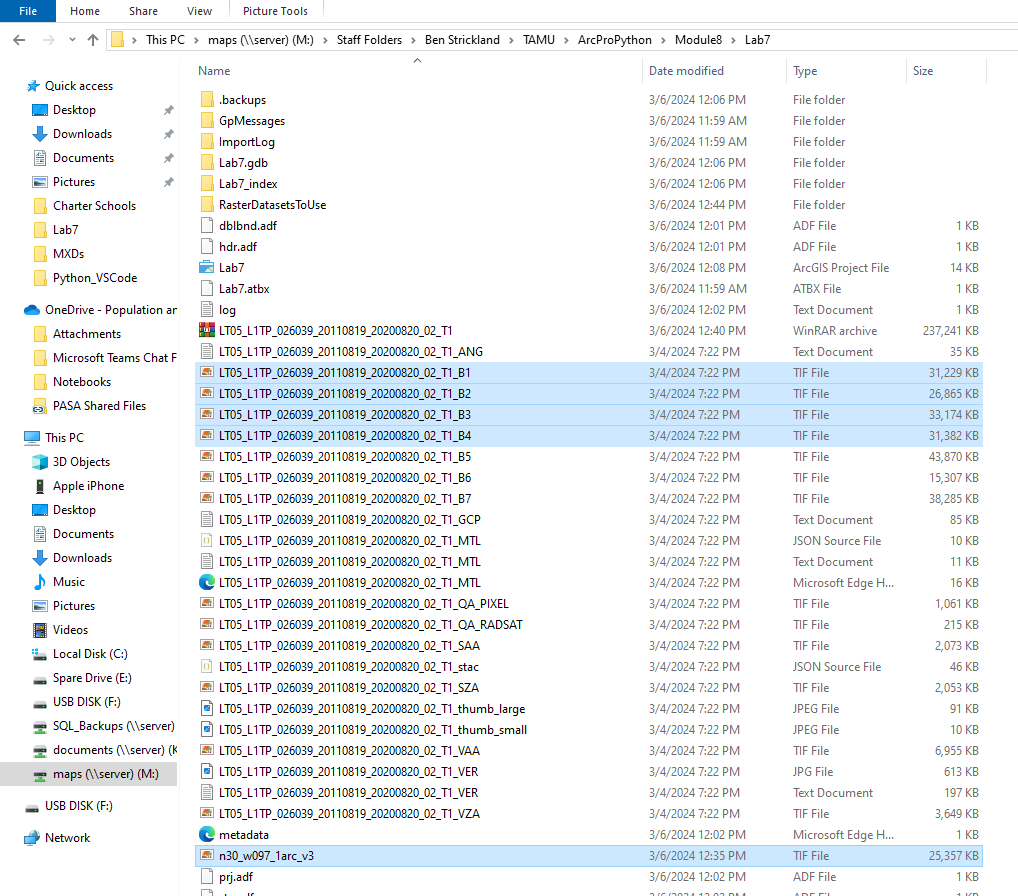 File Home Share View Picture Tools
This PC maps (\\server) (M:) Staff Folders Ben Strickland TAMU ArcProPython Module8 Lab7
Quick access
Desktop
Downloads
Documents
Pictures
Charter Schools
Lab7
MXDs
Python_VSCode
OneDrive - Population an
Attachments
Microsoft Teams Chat F
Notebooks
PASA Shared Files
This PC
3D Objects
Apple iPhone
Desktop
Documents
Downloads
Music
Pictures
Videos
Local Disk (C:)
Spare Drive (E:)
USB DISK (F:)
SQL_Backups (\\server)
documents (\\server) (K
maps (\\server) (M:)
USB DISK (F:)
Network
Name Date modified Type Size
.backups 3/6/2024 12:06 PM File folder
GpMessages 3/6/2024 11:59 AM File folder
ImportLog 3/6/2024 11:59 AM File folder
Lab7.gdb 3/6/2024 12:06 PM File folder
Lab7_index 3/6/2024 12:06 PM File folder
RasterDatasetsToUse 3/6/2024 12:44 PM File folder
dblbnd.adf 3/6/2024 12:01 PM ADF File 1 KB
hdr.adf 3/6/2024 12:01 PM ADF File 1 KB
Lab7 3/6/2024 12:08 PM ArcGIS Project File 14 KB
Lab7.atbx 3/6/2024 11:59 AM ATBX File 1 KB
log 3/6/2024 12:01 PM Text Document 1 KB
LT05_L1TP_026039_20110819_20200820_02_T1 3/6/2024 12:40 PM WinRAR archive 237,241 KB
LT05_L1TP_026039_20110819_20200820_02_T1_ANG 3/4/2024 7:22 PM Text Document 35 KB
LT05_L1TP_026039_20110819_20200820_02_T1_B1 3/4/2024 7:22 PM TIF File 31,229 KB
LT05_L1TP_026039_20110819_20200820_02_T1_B2 3/4/2024 7:22 PM TIF File 26,865 KB
LT05_L1TP_026039_20110819_20200820_02_T1_B3 3/4/2024 7:22 PM TIF File 33,174 KB
LT05_L1TP_026039_20110819_20200820_02_T1_B4 3/4/2024 7:22 PM TIF File 31,382 KB
LT05_L1TP_026039_20110819_20200820_02_T1_B5 3/4/2024 7:22 PM TIF File 43,870 KB
LT05_L1TP_026039_20110819_20200820_02_T1_B6 3/4/2024 7:22 PM TIF File 15,307 KB
LT05_L1TP_026039_20110819_20200820_02_T1_B7 3/4/2024 7:22 PM TIF File 38,285 KB
LT05_L1TP_026039_20110819_20200820_02_T1_GCP 3/4/2024 7:22 PM Text Document 85 KB
LT05_L1TP_026039_20110819_20200820_02_T1_MTL 3/4/2024 7:22 PM JSON Source File 10 KB
LT05_L1TP_026039_20110819_20200820_02_T1_MTL 3/4/2024 7:22 PM Text Document 11 KB
LT05_L1TP_026039_20110819_20200820_02_T1_MTL 3/4/2024 7:22 PM Microsoft Edge H... 16 KB
LT05_L1TP_026039_20110819_20200820_02_T1_QA_PIXEL 3/4/2024 7:22 PM TIF File 1,061 KB
LT05_L1TP_026039_20110819_20200820_02_T1_QA_RADSAT 3/4/2024 7:22 PM TIF File 215 KB
LT05_L1TP_026039_20110819_20200820_02_T1_SAA 3/4/2024 7:22 PM TIF File 2,073 KB
LT05_L1TP_026039_20110819_20200820_02_T1_stac 3/4/2024 7:22 PM JSON Source File 46 KB
LT05_L1TP_026039_20110819_20200820_02_T1_SZA 3/4/2024 7:22 PM TIF File 2,053 KB
LT05_L1TP_026039_20110819_20200820_02_T1_thumb_large 3/4/2024 7:22 PM JPEG File 91 KB
LT05_L1TP_026039_20110819_20200820_02_T1_thumb_small 3/4/2024 7:22 PM JPEG File 10 KB
LT05_L1TP_026039_20110819_20200820_02_T1_VAA 3/4/2024 7:22 PM TIF File 6,955 KB
LT05_L1TP_026039_20110819_20200820_02_T1_VER 3/4/2024 7:22 PM JPG File 613 KB
LT05_L1TP_026039_20110819_20200820_02_T1_VER 3/4/2024 7:22 PM Text Document 197 KB
LT05_L1TP_026039_20110819_20200820_02_T1_VZA 3/4/2024 7:22 PM TIF File 3,649 KB
metadata 3/6/2024 12:02 PM Microsoft Edge H... 1 KB
n30_w097_1arc_v3 3/6/2024 12:35 PM TIF File 25,357 KB
prj.adf 3/6/2024 12:02 PM ADF File 1 KB